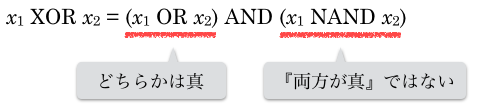 x₁ XOR x₂ = (x₁ OR x₂) AND (x₁ NAND x₂)
どちらかは真
『両方が真』ではない